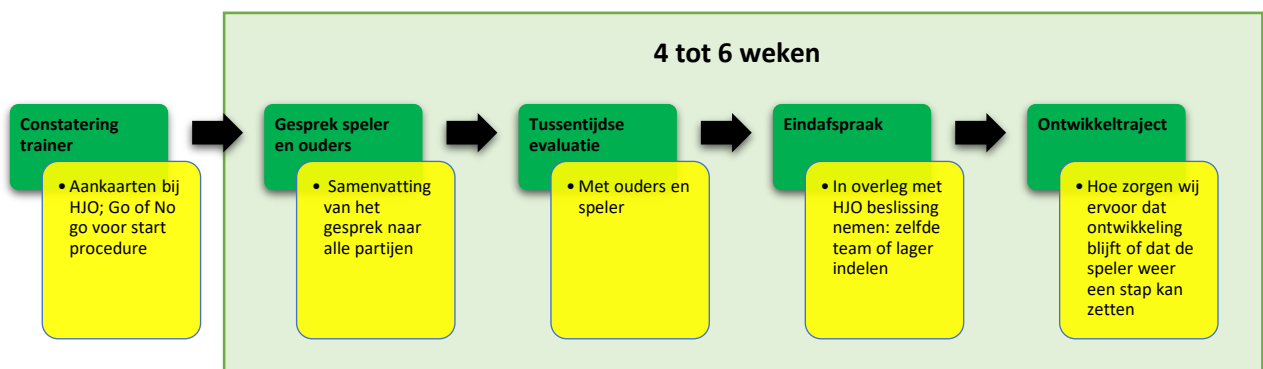 4 tot 6 weken
Constatering
trainer
• Aankaarten bij
HJO; Go of No
go voor start
procedure
Gesprek speler
en ouders
• Samenvatting
van het
gesprek naar
alle partijen
Tussentijdse
evaluatie
• Met ouders en
speler
Eindafspraak
• In overleg met
HJO beslissing
nemen: zelfde
team of lager
indelen
Ontwikkeltraject
• Hoe zorgen wij
ervoor dat
ontwikkeling
blijft of dat de
speler weer
een stap kan
zetten